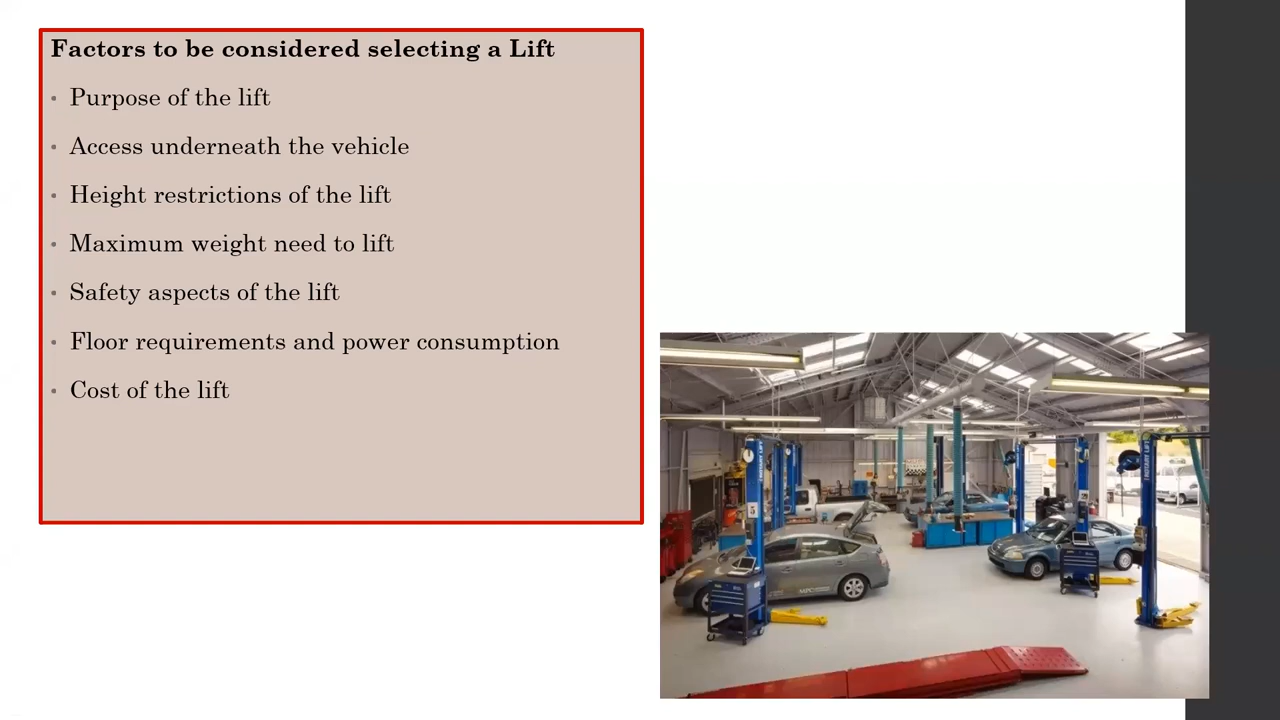 Factors to be considered selecting a Lift
Purpose of the lift
Access underneath the vehicle
Height restrictions of the lift
Maximum weight need to lift
Safety aspects of the lift
Floor requirements and power consumption
Cost of the lift
ROTARY LIFT